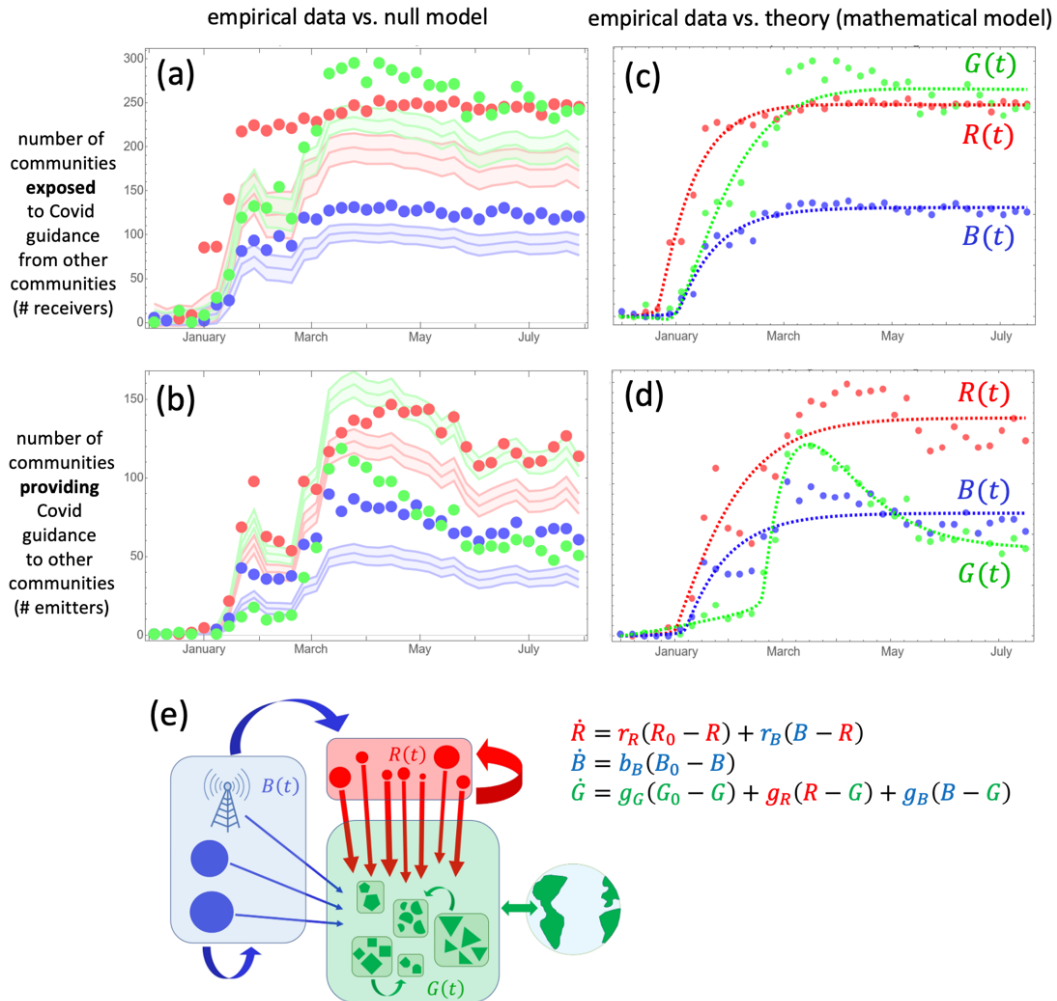 empirical data vs. null model
empirical data vs. theory (mathematical model)
number of
communities
exposed
to Covid
guidance
from other
communities
(# receivers)
(a)
300
250
200
150
100
50
0
January
March
May
July
(c)
G(t)
R(t)
B(t)
January
March
May
July
number of
communities
providing
Covid
guidance
to other
communities
(# emitters)
(b)
150
100
50
0
January
March
May
July
(d)
R(t)
B(t)
G(t)
January
March
May
July
(e)
B(t)
R(t)
G(t)
Ṙ = r_R(R₀ − R) + r_B(B − R)
Ḃ = b_B(B₀ − B)
Ġ = g_G(G₀ − G) + g_R(R − G) + g_B(B − G)